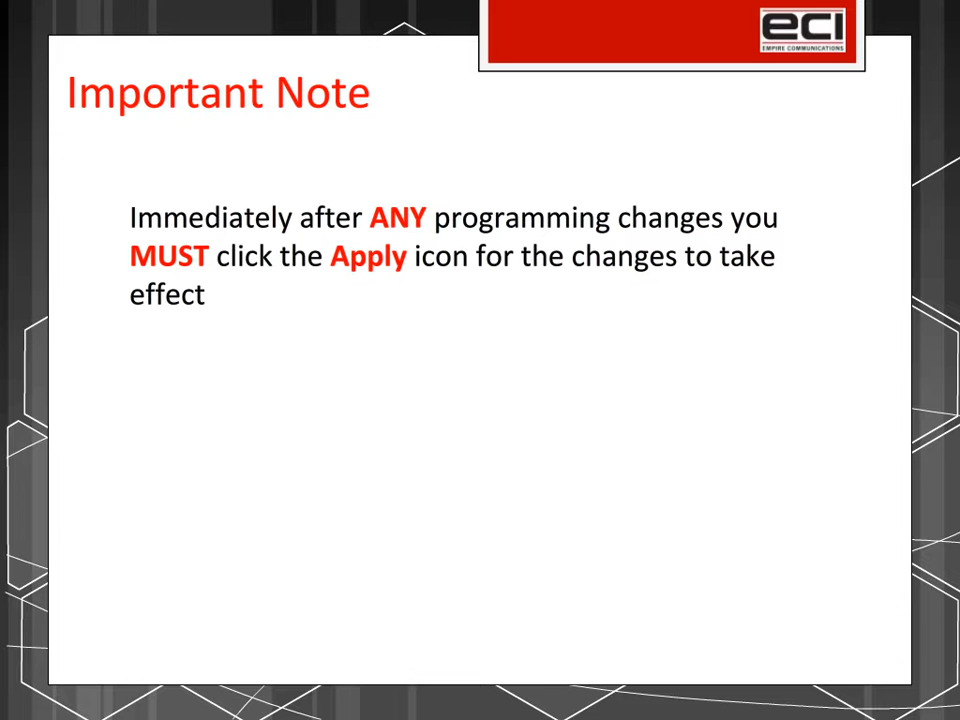 eci
EMPIRE COMMUNICATIONS
Important Note
Immediately after ANY programming changes you
MUST click the Apply icon for the changes to take
effect